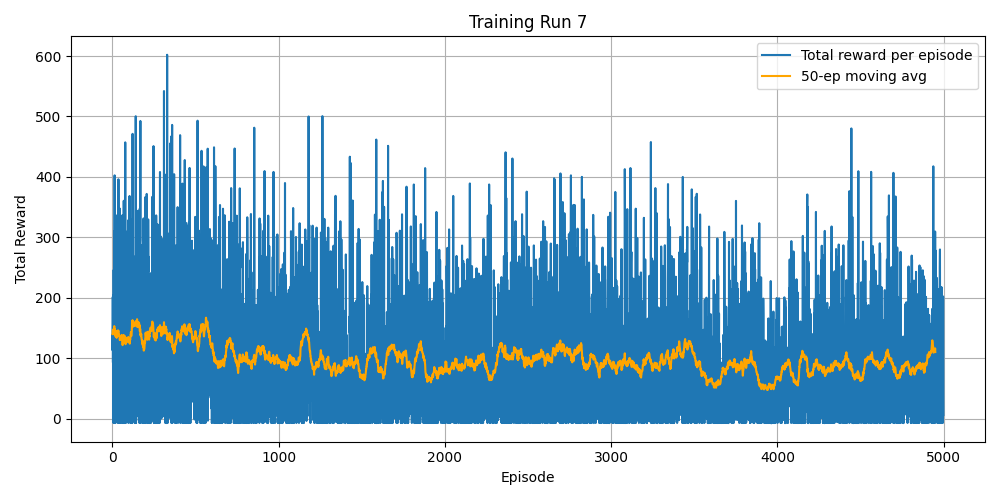 Training Run 7
Total reward per episode
50-ep moving avg
Total Reward
600
500
400
300
200
100
0
0 1000 2000 3000 4000 5000
Episode